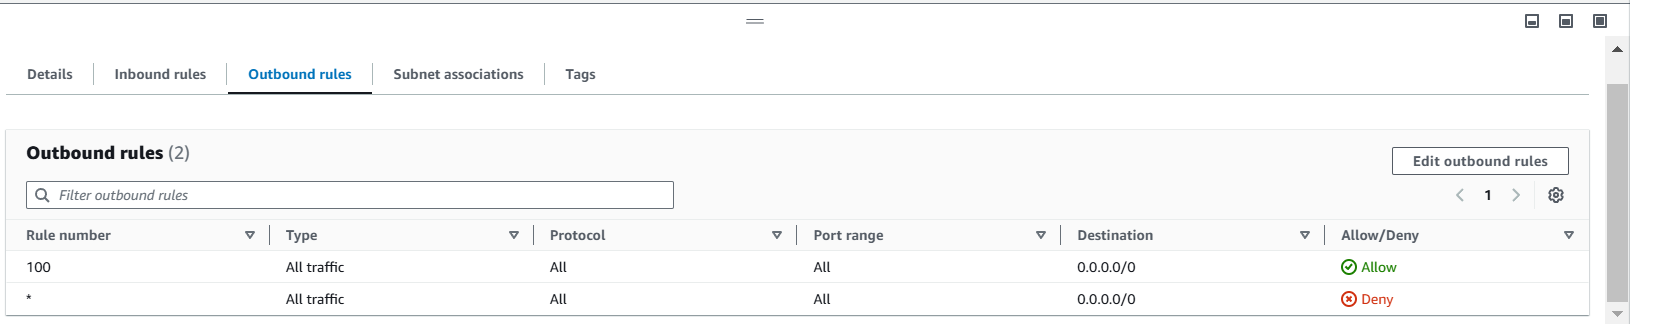 Details Inbound rules Outbound rules Subnet associations Tags
Outbound rules (2)
Edit outbound rules
Filter outbound rules
1
Rule number Type Protocol Port range Destination Allow/Deny
100 All traffic All All 0.0.0.0/0 Allow
* All traffic All All 0.0.0.0/0 Deny